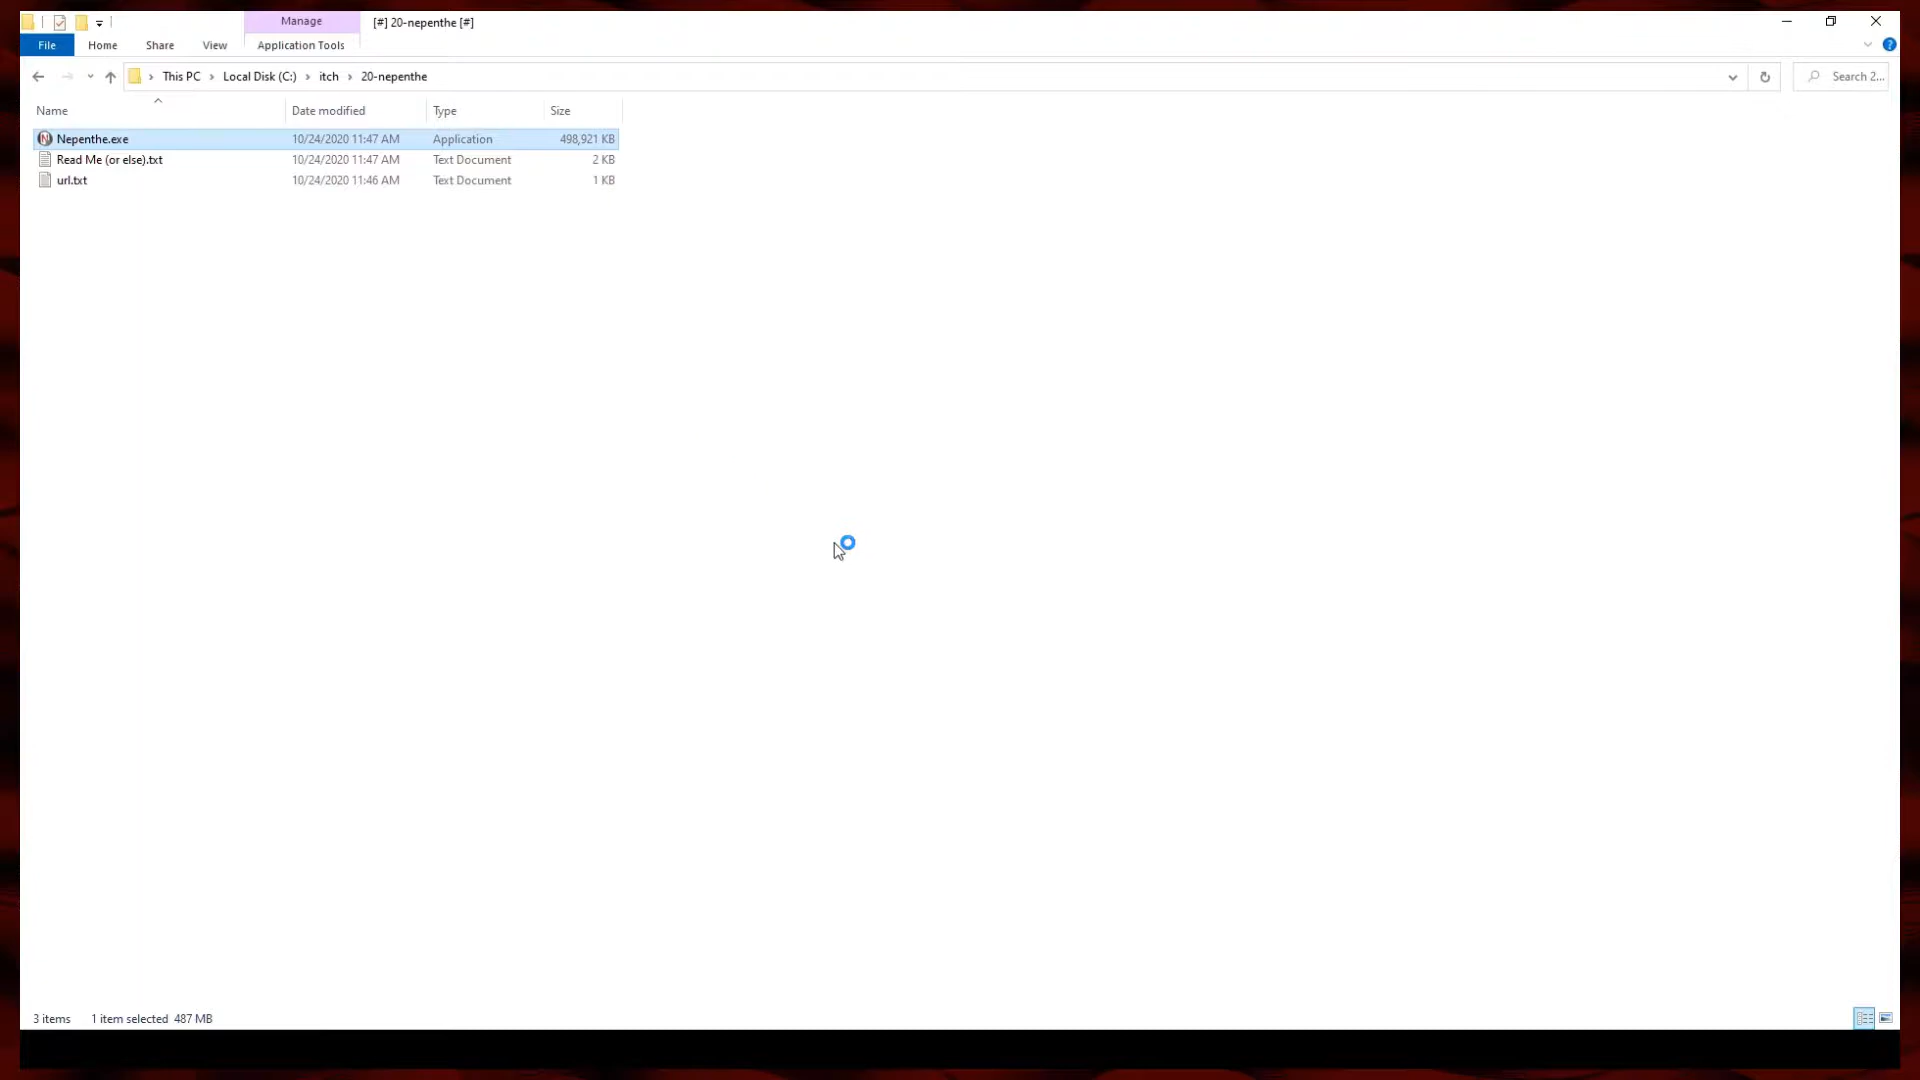 Manage
[#] 20-nepenthe [#]
File
Home
Share
View
Application Tools
This PC
Local Disk (C:)
itch
20-nepenthe
Search 2...
Name
Date modified
Type
Size
Nepenthe.exe
10/24/2020 11:47 AM
Application
498,921 KB
Read Me (or else).txt
10/24/2020 11:47 AM
Text Document
2 KB
url.txt
10/24/2020 11:46 AM
Text Document
1 KB
3 items
1 item selected 487 MB